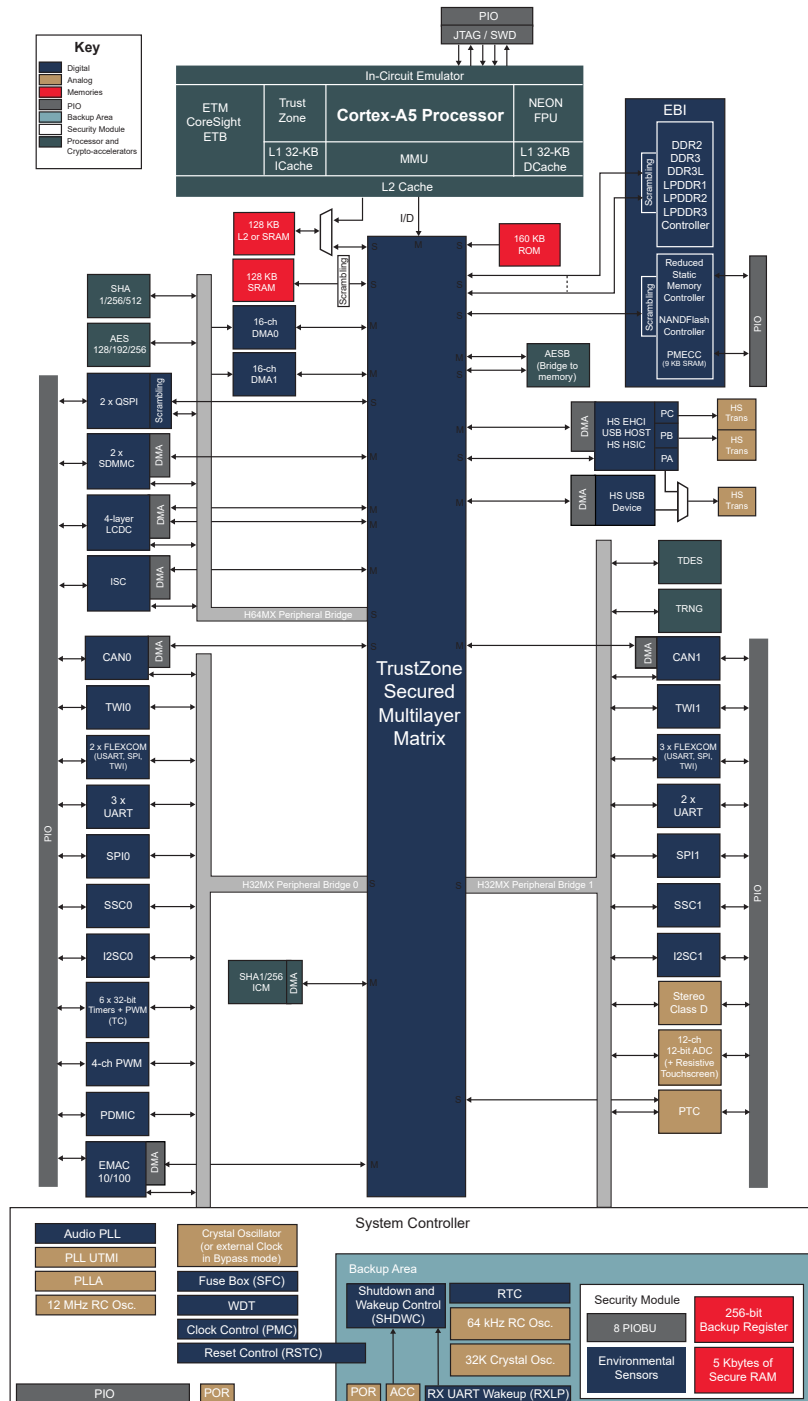 PIO
JTAG / SWD
Key
Digital
Analog
Memories
PIO
Backup Area
Security Module
Processor and
Crypto-accelerators
In-Circuit Emulator
ETM
CoreSight
ETB
Trust
Zone
Cortex-A5 Processor
NEON
FPU
L1 32-KB
ICache
MMU
L1 32-KB
DCache
L2 Cache
I/D
EBI
Scrambling
DDR2
DDR3
DDR3L
LPDDR1
LPDDR2
LPDDR3
Controller
Scrambling
Reduced
Static
Memory
Controller
NANDFlash
Controller
PMECC
(9 KB SRAM)
PIO
128 KB
L2 or SRAM
128 KB
SRAM
Scrambling
160 KB
ROM
M
S
S
S
S
S
S
SHA
1/256/512
AES
128/192/256
16-ch
DMA0
M
16-ch
DMA1
M
M
S
AESB
(Bridge to
memory)
PIO
2 x QSPI
Scrambling
S
2 x
SDMMC
DMA
M
4-layer
LCDC
DMA
M
M
ISC
DMA
M
H64MX Peripheral Bridge
S
M
S
DMA
HS EHCI
USB HOST
HS HSIC
PC
PB
PA
HS
Trans
HS
Trans
M
DMA
HS USB
Device
HS
Trans
TDES
TRNG
CAN0
DMA
S
M
DMA
CAN1
TrustZone
Secured
Multilayer
Matrix
TWI0
TWI1
2 x FLEXCOM
(USART, SPI,
TWI)
3 x FLEXCOM
(USART, SPI,
TWI)
3 x
UART
2 x
UART
SPI0
SPI1
H32MX Peripheral Bridge 0
S
S
H32MX Peripheral Bridge 1
PIO
SSC0
SSC1
I2SC0
I2SC1
SHA1/256
ICM
DMA
M
6 x 32-bit
Timers + PWM
(TC)
Stereo
Class D
4-ch PWM
12-ch
12-bit ADC
(+ Resistive
Touchscreen)
PDMIC
S
PTC
EMAC
10/100
DMA
M
System Controller
Audio PLL
PLL UTMI
PLLA
12 MHz RC Osc.
Crystal Oscillator
(or external Clock
in Bypass mode)
Fuse Box (SFC)
WDT
Clock Control (PMC)
Reset Control (RSTC)
Backup Area
Shutdown and
Wakeup Control
(SHDWC)
RTC
64 kHz RC Osc.
32K Crystal Osc.
Security Module
8 PIOBU
256-bit
Backup Register
Environmental
Sensors
5 Kbytes of
Secure RAM
PIO
POR
POR
ACC
RX UART Wakeup (RXLP)